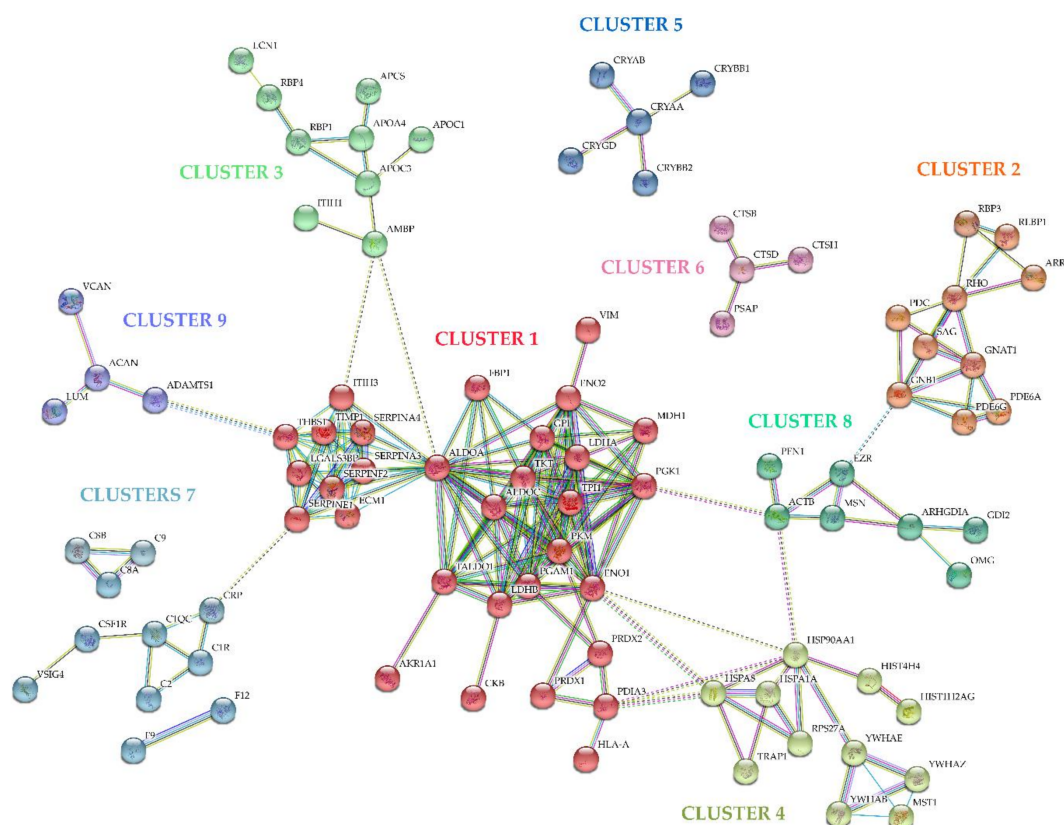 CLUSTER 5
LCN1
CRYAB
CRYBB1
APCS
RBP4
CRYAA
RBP1
APOA4
APOC1
CRYGD
CRYBB2
CLUSTER 3
APOC3
CLUSTER 2
ITIH1
RBP3
RLBP1
AMBP
CTSB
CTSD
CTSH
CLUSTER 6
ARR
RHO
VCAN
PSAP
PDC
CLUSTER 9
CLUSTER 1
VIM
SAG
ACAN
GNAT1
ADAMTS1
ITIH3
FBP1
ENO2
GNB1
LUM
TIMP1
SERPINA4
GPI
MDH1
PDE6G
PDE6A
THBS1
LDHA
CLUSTER 8
LGALS3BP
SERPINA3
ALDOA
TKT
PFN1
EZR
CLUSTERS 7
SERPINF2
PGK1
SERPINE1
ECM1
ALDOC
TPI1
ACTB
MSN
ARHGDIA
GDI2
C8B
C9
PKM
C8A
TALDO1
PGAM1
OMG
LDHB
ENO1
CRP
CSF1R
C1QC
C1R
PRDX2
HSP90AA1
VSIG4
C2
AKR1A1
CKB
PRDX1
PDIA3
HSPA8
HSPA1A
HIST4H4
HIST1H2AG
F12
F9
HLA-A
TRAP1
RPS27A
YWHAE
YWHAZ
YWHAB
MST1
CLUSTER 4